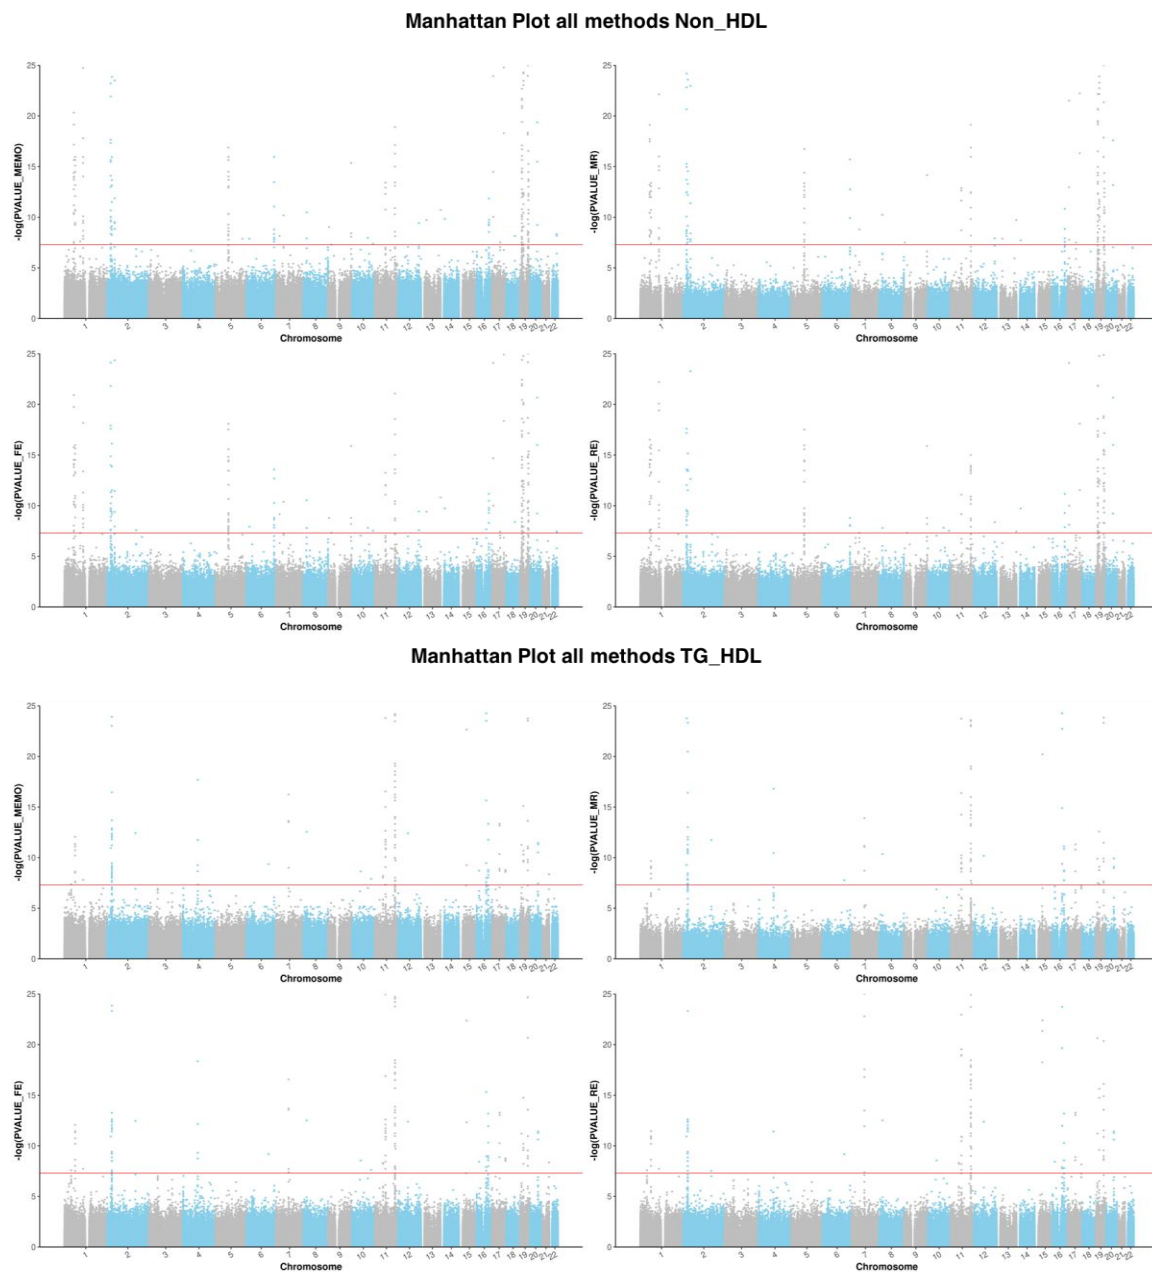 Manhattan Plot all methods Non_HDL
-log(PVALUE_MEMO)
25
20
15
10
5
0
1 2 3 4 5 6 7 8 9 10 11 12 13 14 15 16 17 18 19 20 21 22
Chromosome
-log(PVALUE_MR)
25
20
15
10
5
0
1 2 3 4 5 6 7 8 9 10 11 12 13 14 15 16 17 18 19 20 21 22
Chromosome
-log(PVALUE_FE)
25
20
15
10
5
0
1 2 3 4 5 6 7 8 9 10 11 12 13 14 15 16 17 18 19 20 21 22
Chromosome
-log(PVALUE_RE)
25
20
15
10
5
0
1 2 3 4 5 6 7 8 9 10 11 12 13 14 15 16 17 18 19 20 21 22
Chromosome
Manhattan Plot all methods TG_HDL
-log(PVALUE_MEMO)
25
20
15
10
5
0
1 2 3 4 5 6 7 8 9 10 11 12 13 14 15 16 17 18 19 20 21 22
Chromosome
-log(PVALUE_MR)
25
20
15
10
5
0
1 2 3 4 5 6 7 8 9 10 11 12 13 14 15 16 17 18 19 20 21 22
Chromosome
-log(PVALUE_FE)
25
20
15
10
5
0
1 2 3 4 5 6 7 8 9 10 11 12 13 14 15 16 17 18 19 20 21 22
Chromosome
-log(PVALUE_RE)
25
20
15
10
5
0
1 2 3 4 5 6 7 8 9 10 11 12 13 14 15 16 17 18 19 20 21 22
Chromosome